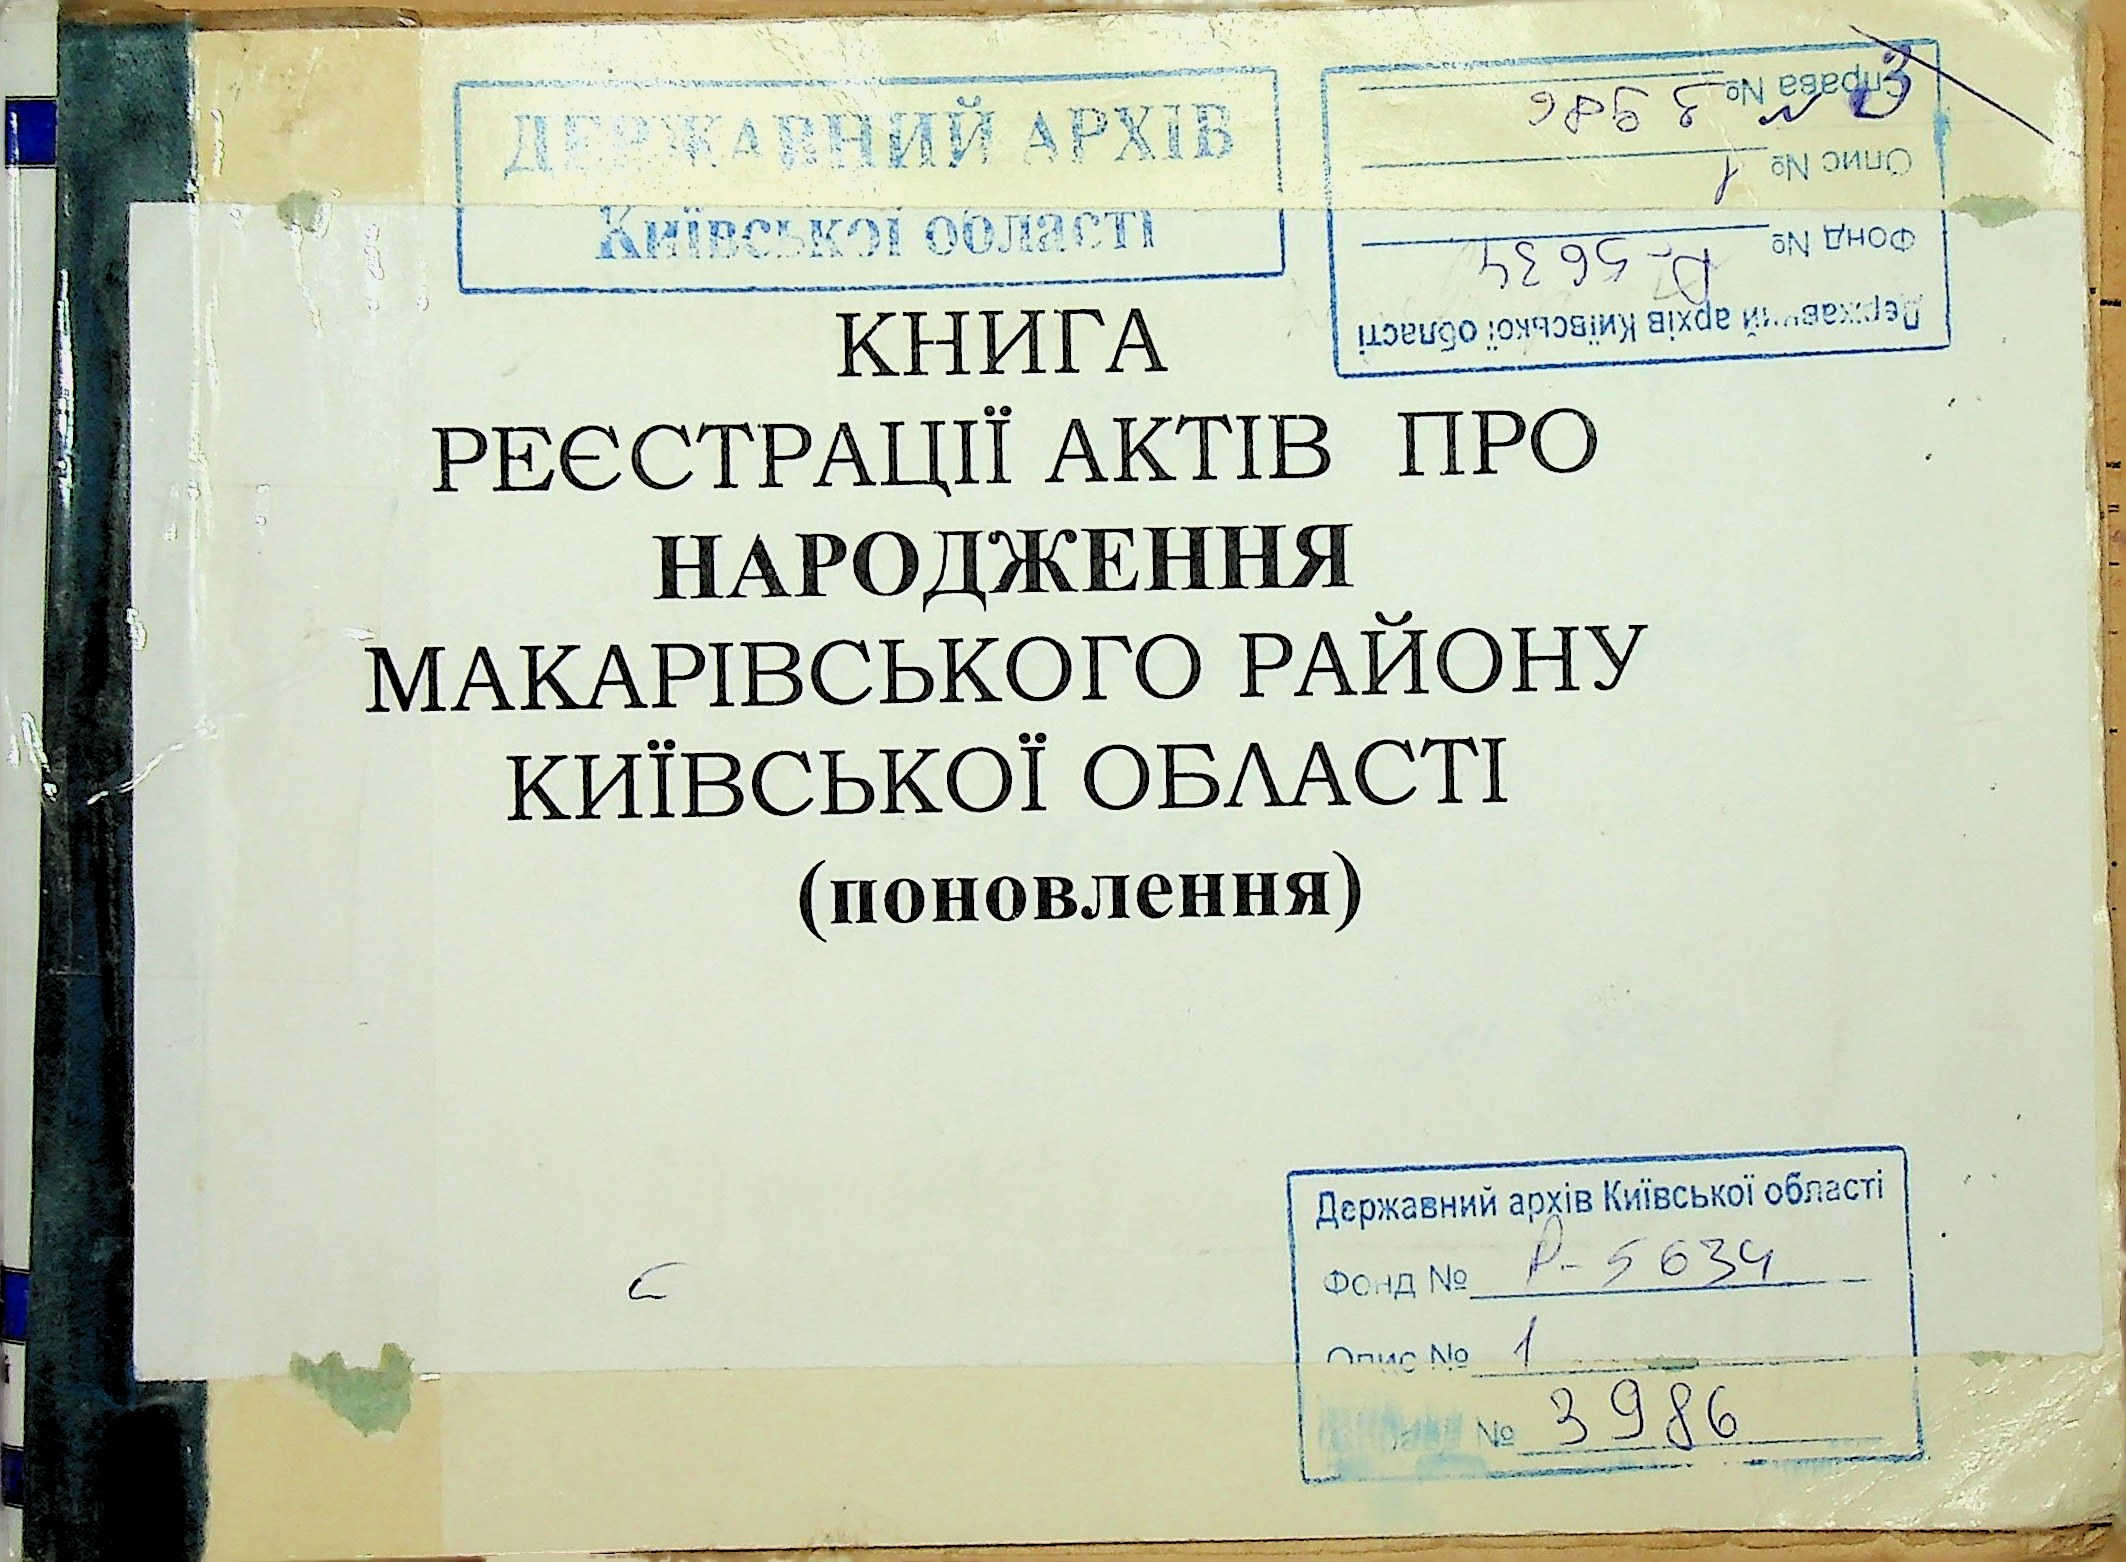 ДЕРЖАВНИЙ АРХІВ
Київської області
Державний архів Київської області
Фонд № Р-5634
Опис № 1
Справа № 3986
КНИГА
РЕЄСТРАЦІЇ АКТІВ ПРО
НАРОДЖЕННЯ
МАКАРІВСЬКОГО РАЙОНУ
КИЇВСЬКОЇ ОБЛАСТІ
(поновлення)
Державний архів Київської області
Фонд № Р-5634
Опис № 1
№ 3986